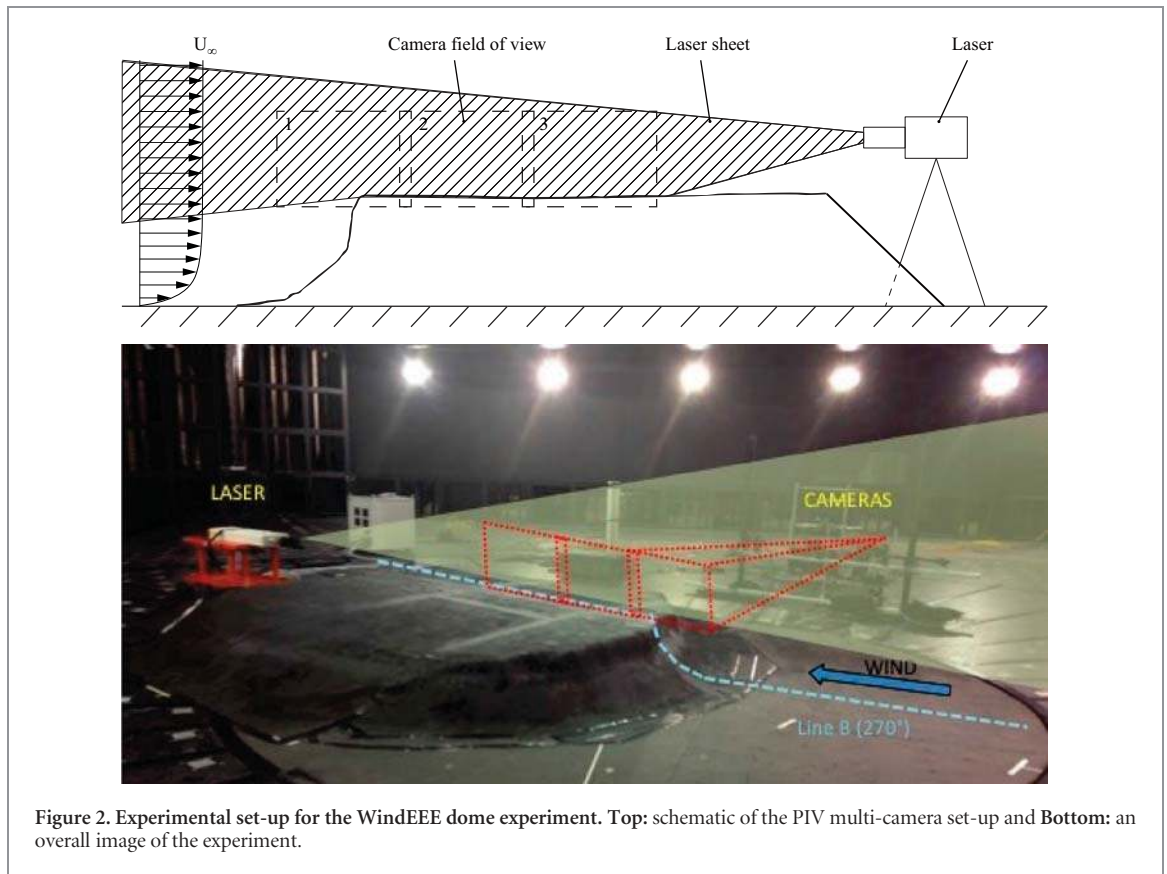 U∞
Camera field of view
Laser sheet
Laser
1
2
3
LASER
CAMERAS
WIND
Line B (270°)
Figure 2. Experimental set-up for the WindEEE dome experiment. Top: schematic of the PIV multi-camera set-up and Bottom: an
overall image of the experiment.